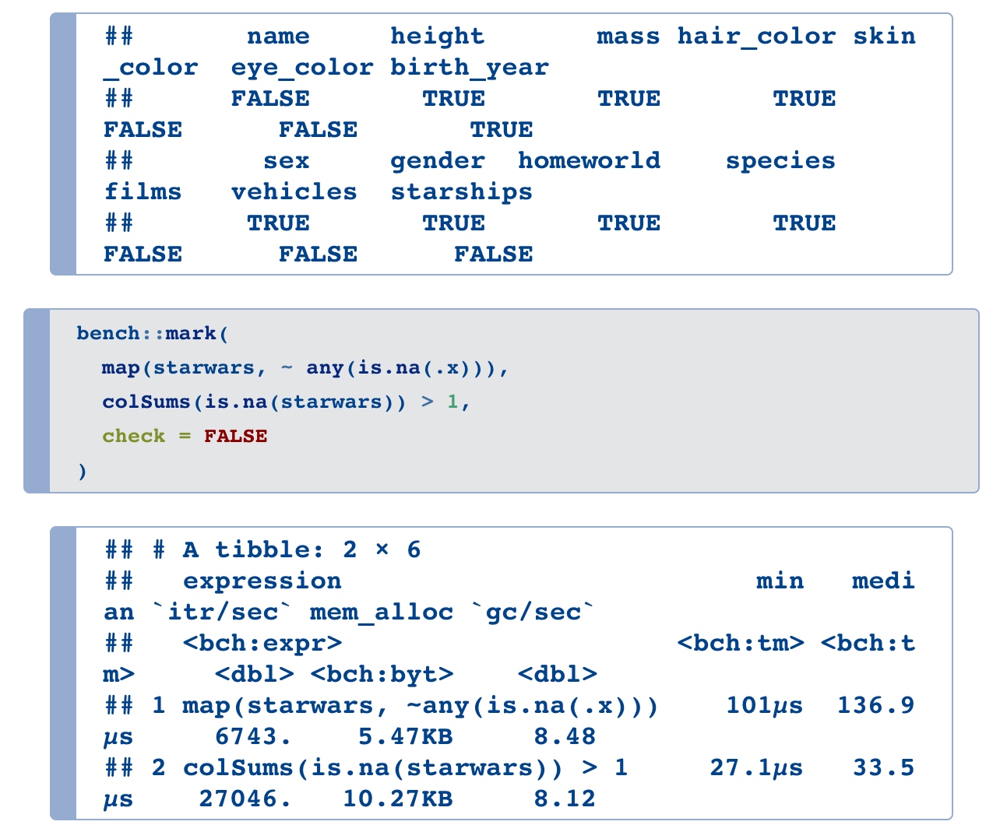 ##       name     height       mass hair_color skin
_color  eye_color birth_year
##      FALSE       TRUE       TRUE       TRUE
FALSE      FALSE       TRUE
##        sex     gender  homeworld    species
films   vehicles  starships
##       TRUE       TRUE       TRUE       TRUE
FALSE      FALSE      FALSE
bench::mark(
  map(starwars, ~ any(is.na(.x))),
  colSums(is.na(starwars)) > 1,
  check = FALSE
)
## # A tibble: 2 × 6
##   expression                          min   medi
an `itr/sec` mem_alloc `gc/sec`
##   <bch:expr>                     <bch:tm> <bch:t
m>     <dbl> <bch:byt>    <dbl>
## 1 map(starwars, ~any(is.na(.x)))    101µs  136.9
µs     6743.    5.47KB     8.48
## 2 colSums(is.na(starwars)) > 1     27.1µs   33.5
µs    27046.   10.27KB     8.12